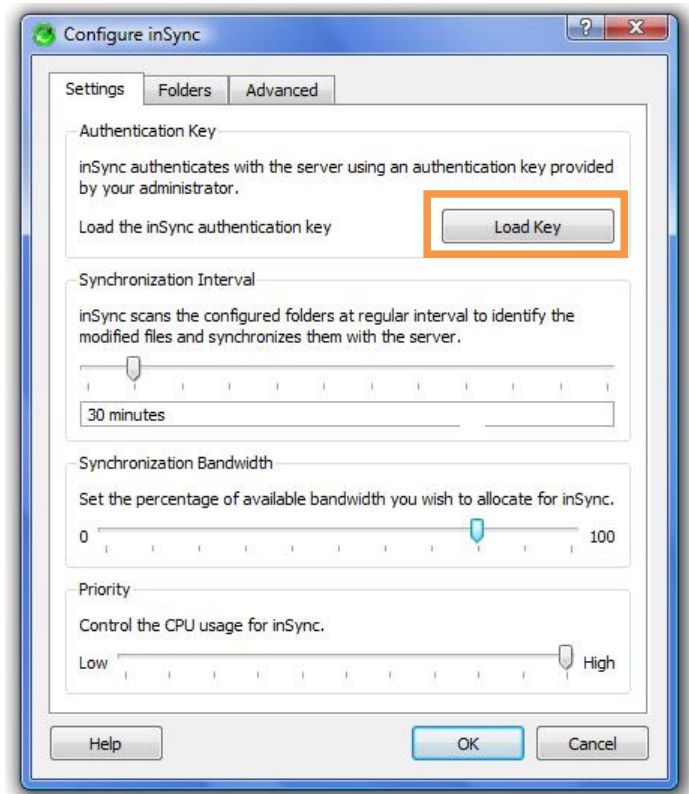 Configure inSync
Settings Folders Advanced
Authentication Key
inSync authenticates with the server using an authentication key provided
by your administrator.
Load the inSync authentication key Load Key
Synchronization Interval
inSync scans the configured folders at regular interval to identify the
modified files and synchronizes them with the server.
30 minutes
Synchronization Bandwidth
Set the percentage of available bandwidth you wish to allocate for inSync.
0 100
Priority
Control the CPU usage for inSync.
Low High
Help OK Cancel